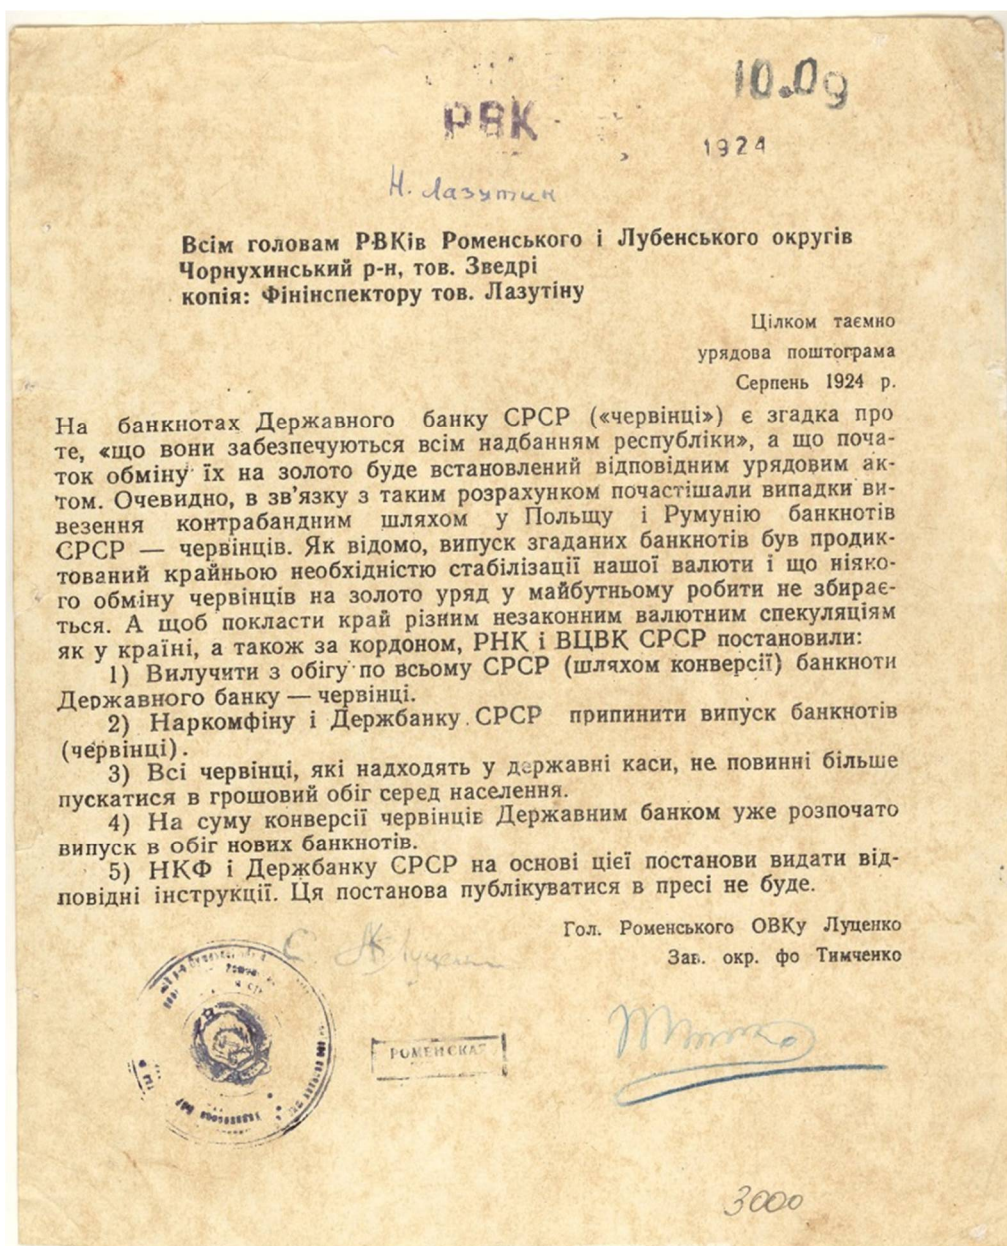 10.09
РВК
1924
Н. Лазутин
Всім головам РВКів Роменського і Лубенського округів
Чорнухинський р-н, тов. Зведрі
копія: Фінінспектору тов. Лазутіну
Цілком таємно
урядова поштограма
Серпень 1924 р.
На банкнотах Державного банку СРСР («червінці») є згадка про
те, «що вони забезпечуються всім надбанням республіки», а що поча-
ток обміну їх на золото буде встановлений відповідним урядовим ак-
том. Очевидно, в зв’язку з таким розрахунком почастішали випадки ви-
везення контрабандним шляхом у Польщу і Румунію банкнотів
СРСР — червінців. Як відомо, випуск згаданих банкнотів був продик-
тований крайньою необхідністю стабілізації нашої валюти і що ніяко-
го обміну червінців на золото уряд у майбутньому робити не збирає-
ться. А щоб покласти край різним незаконним валютним спекуляціям
як у країні, а також за кордоном, РНК і ВЦВК СРСР постановили:
1) Вилучити з обігу по всьому СРСР (шляхом конверсії) банкноти
Державного банку — червінці.
2) Наркомфіну і Держбанку СРСР припинити випуск банкнотів
(червінці).
3) Всі червінці, які надходять у державні каси, не повинні більше
пускатися в грошовий обіг серед населення.
4) На суму конверсії червінців Державним банком уже розпочато
випуск в обіг нових банкнотів.
5) НКФ і Держбанку СРСР на основі цієї постанови видати від-
повідні інструкції. Ця постанова публікуватися в пресі не буде.
Гол. Роменського ОВКу Луценко
Зав. окр. фо Тимченко
РОМЕНСКАЯ
3000